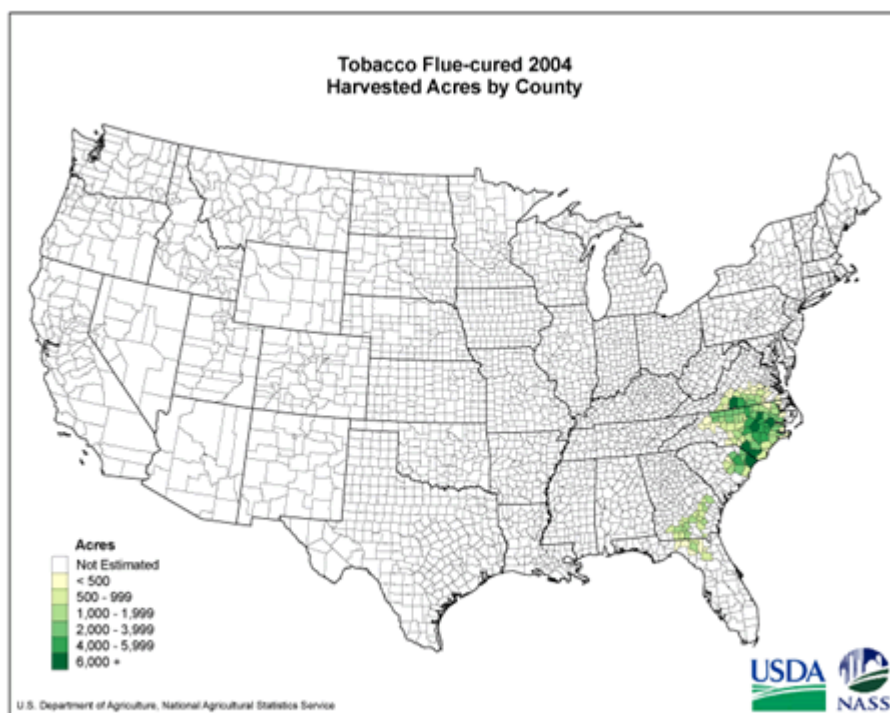 Tobacco Flue-cured 2004
Harvested Acres by County
Acres
Not Estimated
< 500
500 - 999
1,000 - 1,999
2,000 - 3,999
4,000 - 5,999
6,000 +
U.S. Department of Agriculture, National Agricultural Statistics Service
USDA
NASS